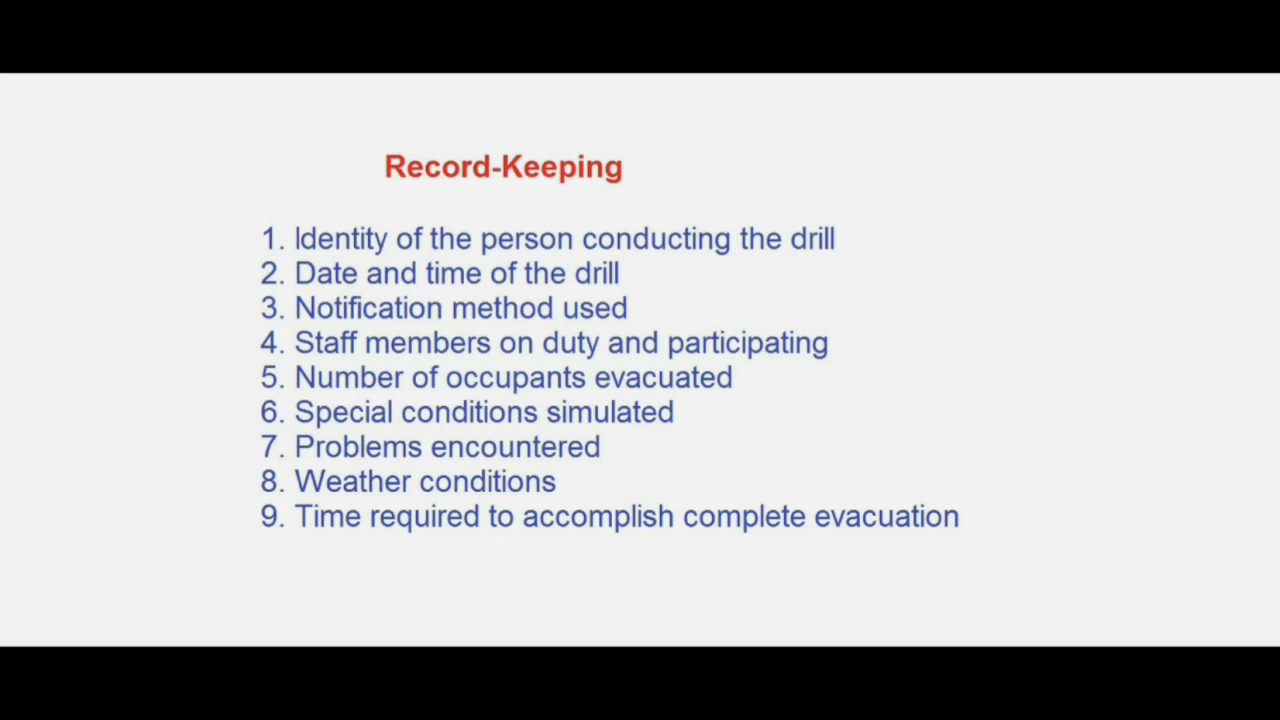 Record-Keeping
1. Identity of the person conducting the drill
2. Date and time of the drill
3. Notification method used
4. Staff members on duty and participating
5. Number of occupants evacuated
6. Special conditions simulated
7. Problems encountered
8. Weather conditions
9. Time required to accomplish complete evacuation